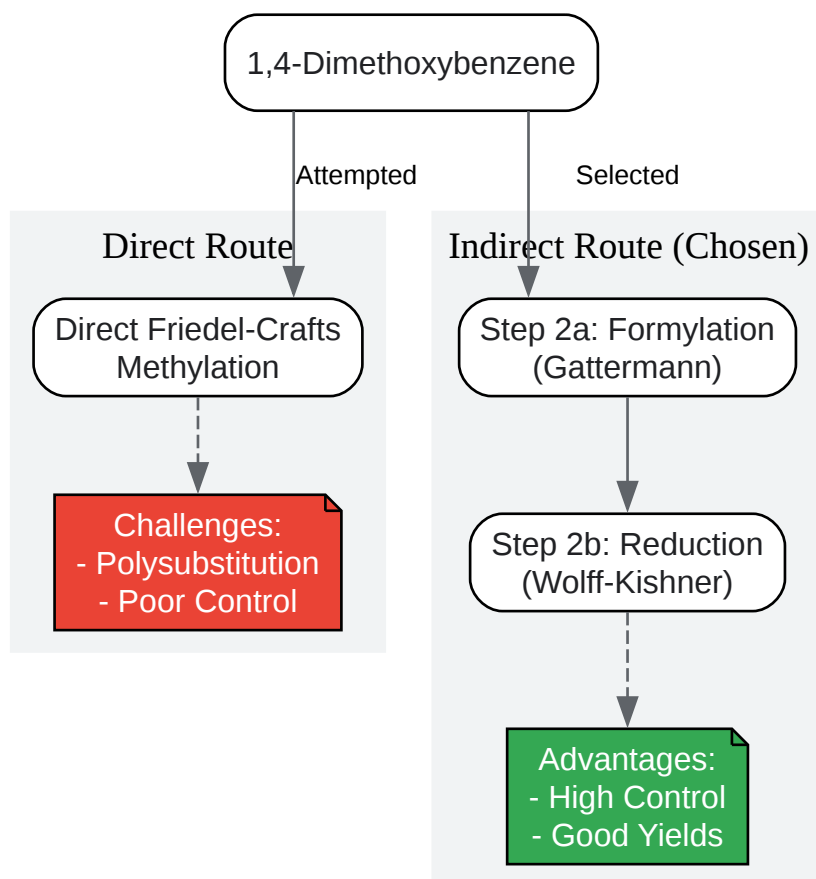 1,4-Dimethoxybenzene
Attempted
Selected
Direct Route
Direct Friedel-Crafts
Methylation
Challenges:
- Polysubstitution
- Poor Control
Indirect Route (Chosen)
Step 2a: Formylation
(Gattermann)
Step 2b: Reduction
(Wolff-Kishner)
Advantages:
- High Control
- Good Yields